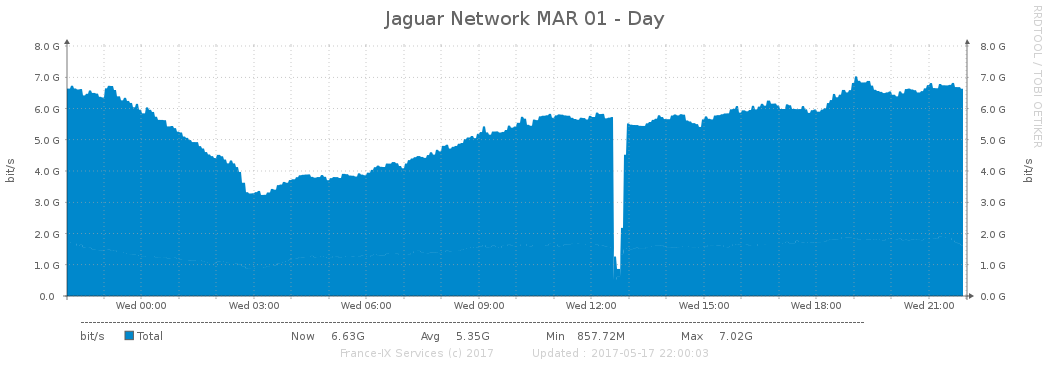 Jaguar Network MAR 01 - Day
RRDTOOL / TOBI OETIKER
8.0 G 8.0 G
7.0 G 7.0 G
6.0 G 6.0 G
5.0 G 5.0 G
4.0 G 4.0 G
3.0 G 3.0 G
2.0 G 2.0 G
1.0 G 1.0 G
0.0 0.0 G
bit/s
bit/s
Wed 00:00 Wed 03:00 Wed 06:00 Wed 09:00 Wed 12:00 Wed 15:00 Wed 18:00 Wed 21:00
bit/s Total Now 6.63G Avg 5.35G Min 857.72M Max 7.02G
France-IX Services (c) 2017 Updated : 2017-05-17 22:00:03